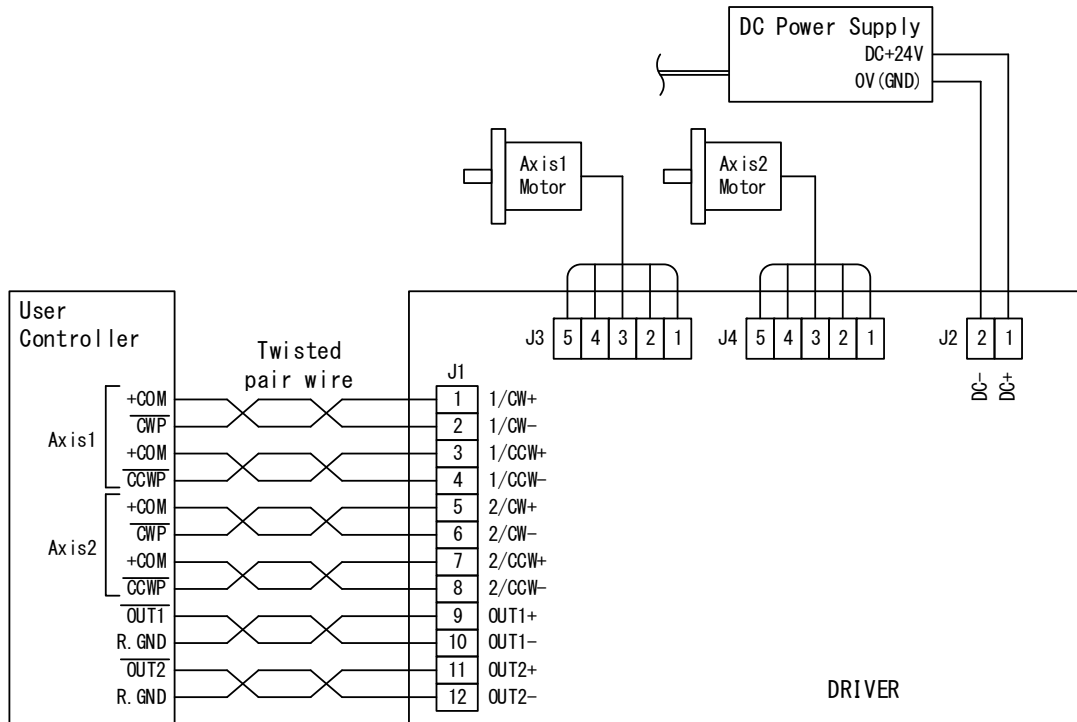 DC Power Supply
DC+24V
0V(GND)
Axis1
Motor
Axis2
Motor
J3 5 4 3 2 1
J4 5 4 3 2 1
J2 2 1
DC-
DC+
User
Controller
Twisted
pair wire
J1
Axis1
+COM 1 1/CW+
CWP 2 1/CW-
+COM 3 1/CCW+
CCWP 4 1/CCW-
Axis2
+COM 5 2/CW+
CWP 6 2/CW-
+COM 7 2/CCW+
CCWP 8 2/CCW-
OUT1 9 OUT1+
R.GND 10 OUT1-
OUT2 11 OUT2+
R.GND 12 OUT2-
DRIVER